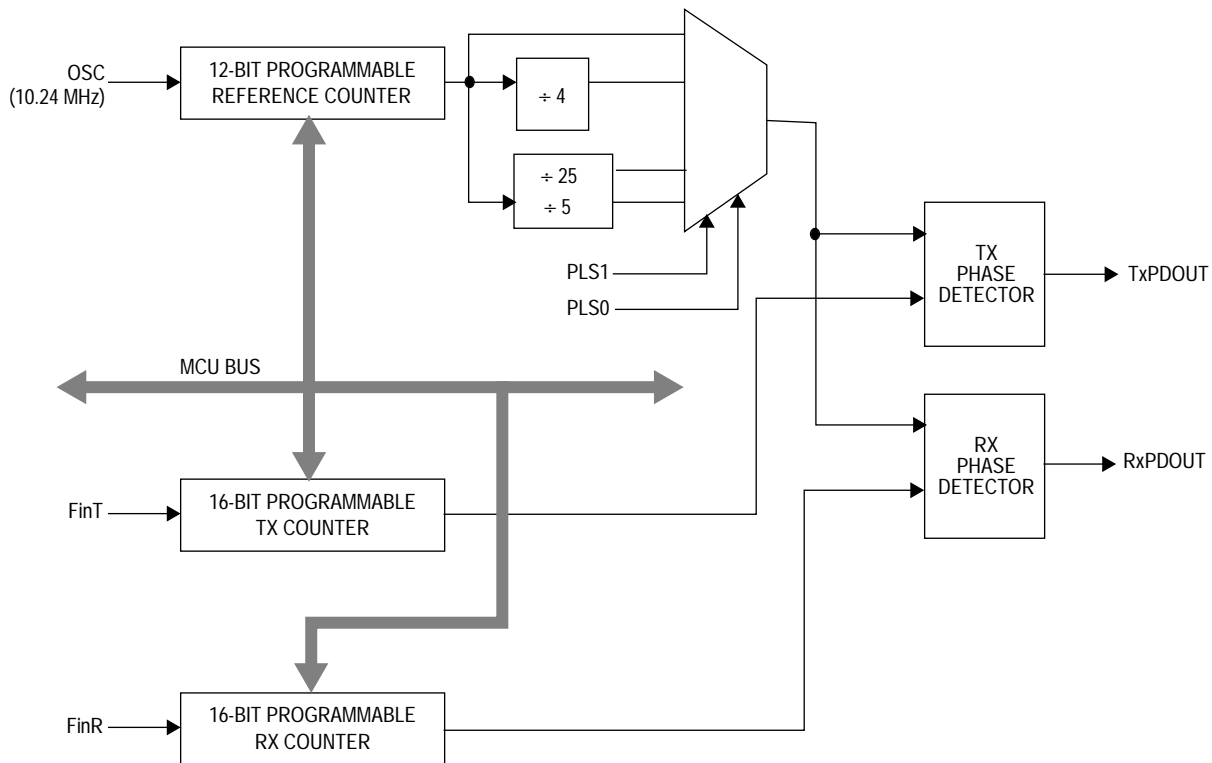 OSC
(10.24 MHz)
12-BIT PROGRAMMABLE
REFERENCE COUNTER
÷ 4
÷ 25
÷ 5
PLS1
PLS0
TX
PHASE
DETECTOR
TxPDOUT
MCU BUS
RX
PHASE
DETECTOR
RxPDOUT
FinT
16-BIT PROGRAMMABLE
TX COUNTER
FinR
16-BIT PROGRAMMABLE
RX COUNTER